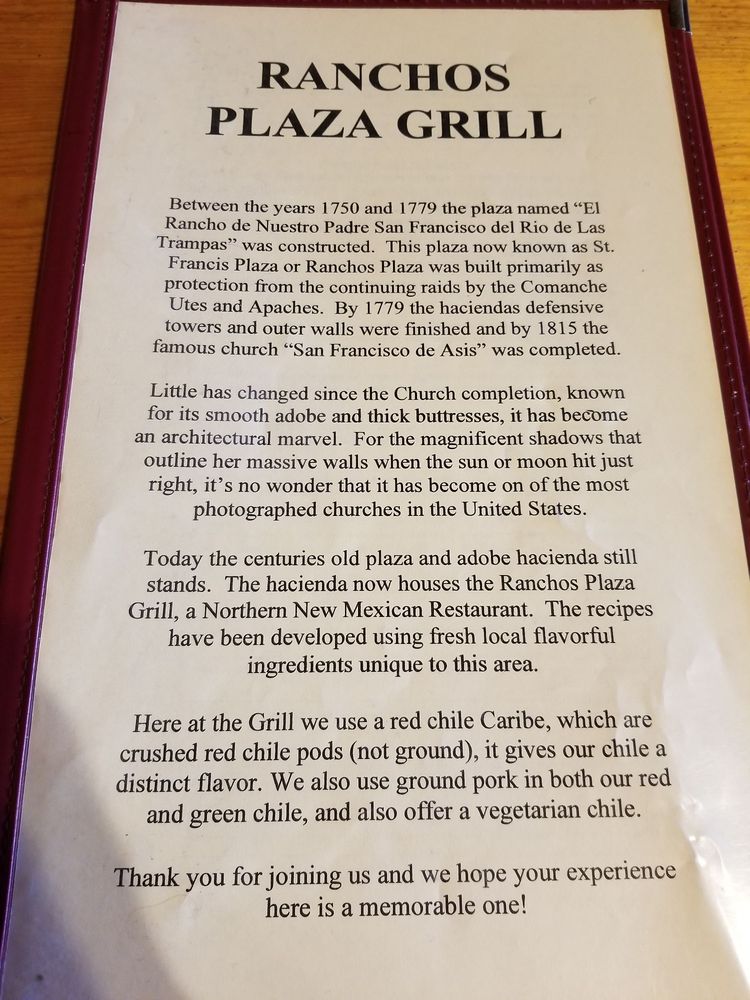 RANCHOS
PLAZA GRILL
Between the years 1750 and 1779 the plaza named “El
Rancho de Nuestro Padre San Francisco del Rio de Las
Trampas” was constructed. This plaza now known as St.
Francis Plaza or Ranchos Plaza was built primarily as
protection from the continuing raids by the Comanche
Utes and Apaches. By 1779 the haciendas defensive
towers and outer walls were finished and by 1815 the
famous church “San Francisco de Asis” was completed.
Little has changed since the Church completion, known
for its smooth adobe and thick buttresses, it has become
an architectural marvel. For the magnificent shadows that
outline her massive walls when the sun or moon hit just
right, it’s no wonder that it has become on of the most
photographed churches in the United States.
Today the centuries old plaza and adobe hacienda still
stands. The hacienda now houses the Ranchos Plaza
Grill, a Northern New Mexican Restaurant. The recipes
have been developed using fresh local flavorful
ingredients unique to this area.
Here at the Grill we use a red chile Caribe, which are
crushed red chile pods (not ground), it gives our chile a
distinct flavor. We also use ground pork in both our red
and green chile, and also offer a vegetarian chile.
Thank you for joining us and we hope your experience
here is a memorable one!